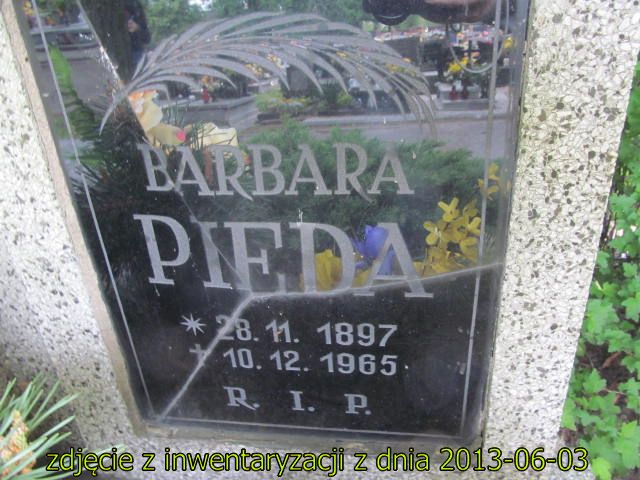 BARBARA
PIEDA
* 28. 11. 1897
+ 10. 12. 1965
R. I. P.
zdjęcie z inwentaryzacji z dnia 2013-06-03